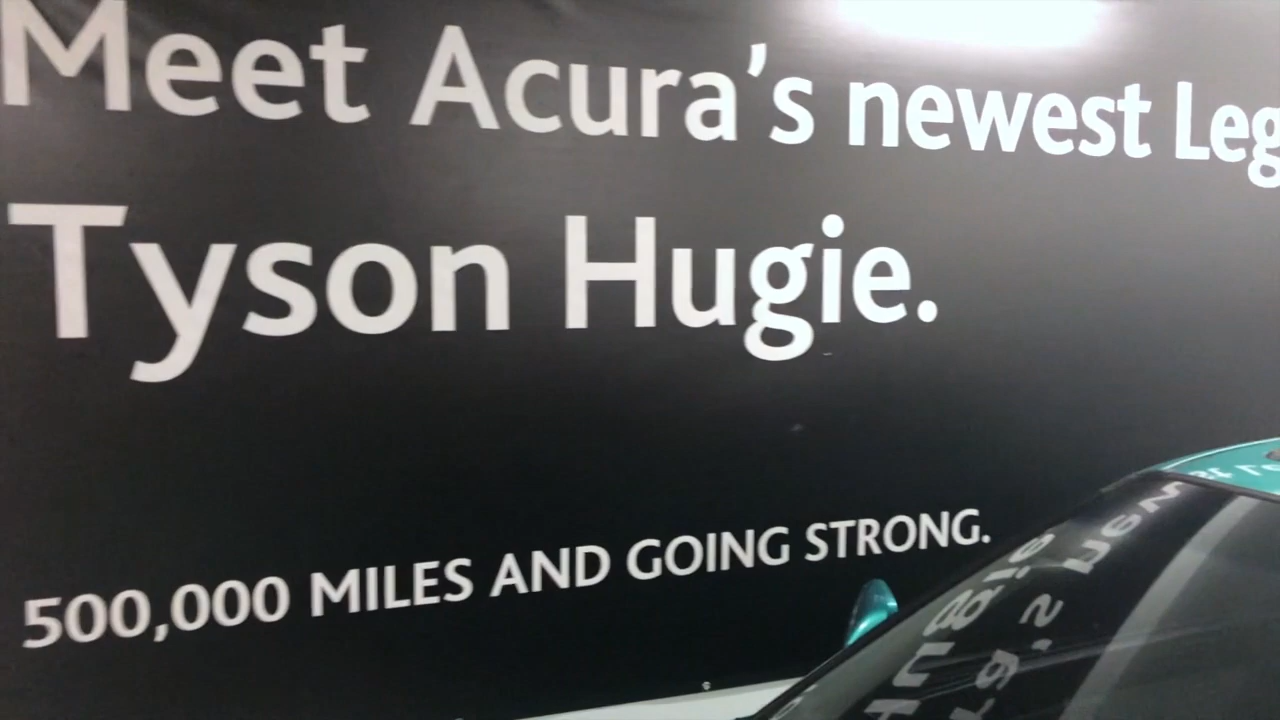 Meet Acura's newest Leg
Tyson Hugie.
500,000 MILES AND GOING STRONG.